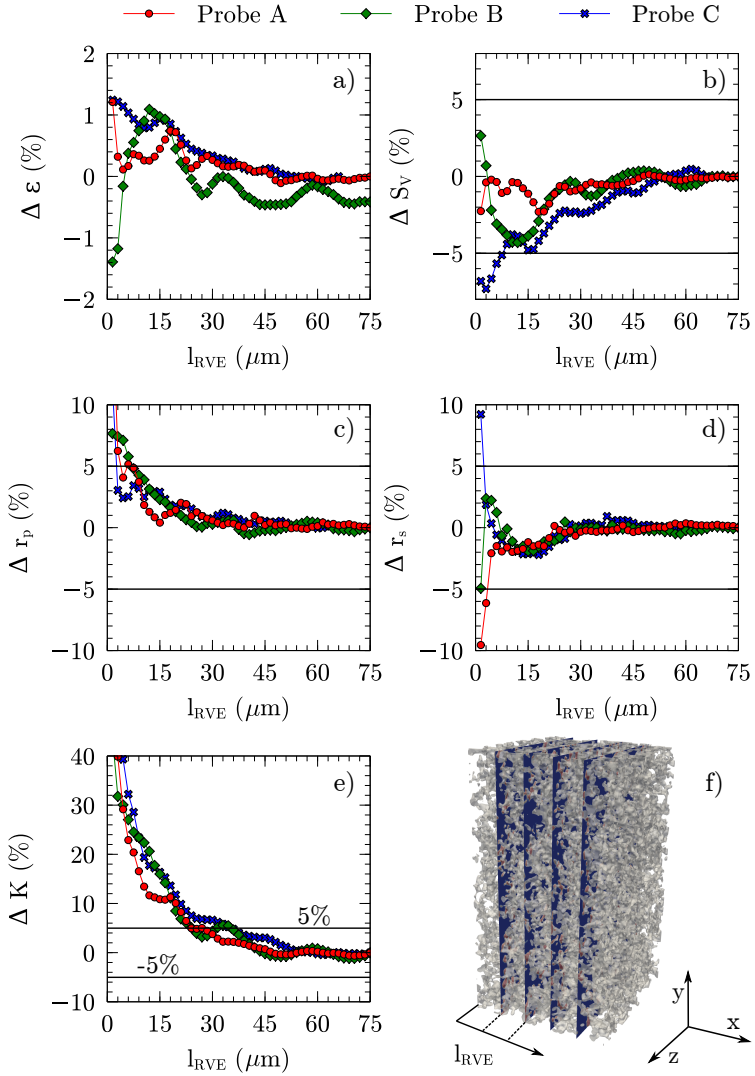 Probe A Probe B Probe C
a)
2
1
0
−1
−2
Δ ε (%)
0 15 30 45 60 75
l_RVE (μm)
b)
5
0
−5
Δ S_V (%)
0 15 30 45 60 75
l_RVE (μm)
c)
10
5
0
−5
−10
Δ r_p (%)
0 15 30 45 60 75
l_RVE (μm)
d)
10
5
0
−5
−10
Δ r_s (%)
0 15 30 45 60 75
l_RVE (μm)
e)
40
30
20
10
0
−10
Δ K (%)
5%
-5%
0 15 30 45 60 75
l_RVE (μm)
f)
l_RVE
y
x
z